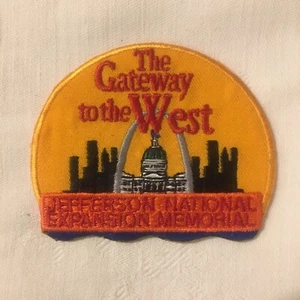 The
Gateway
to the West
JEFFERSON NATIONAL
EXPANSION MEMORIAL